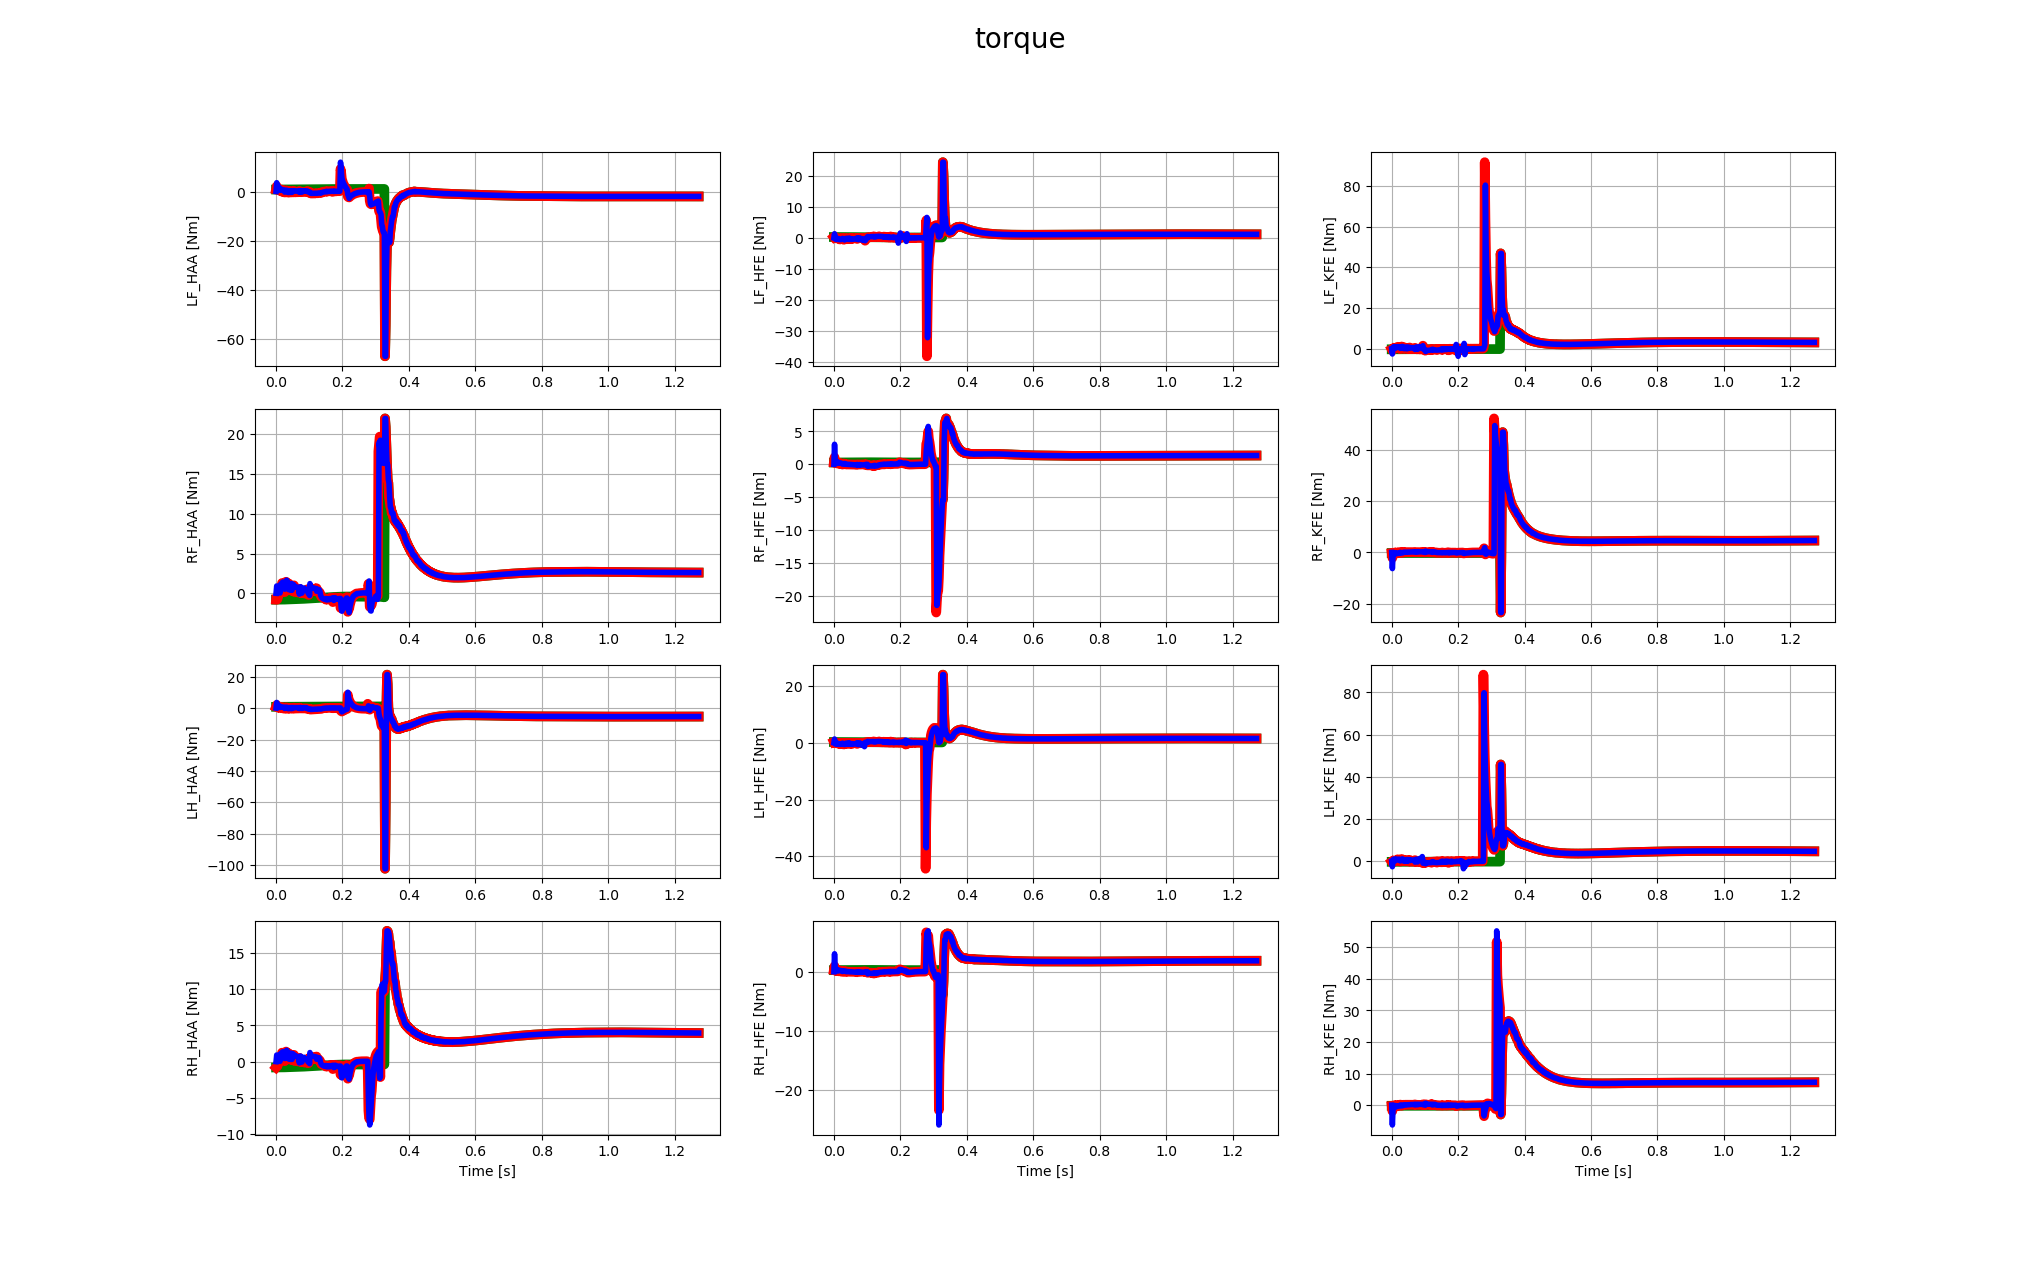 torque
LF_HAA [Nm]
0
−20
−40
−60
0.0 0.2 0.4 0.6 0.8 1.0 1.2
LF_HFE [Nm]
20
10
0
−10
−20
−30
−40
0.0 0.2 0.4 0.6 0.8 1.0 1.2
LF_KFE [Nm]
80
60
40
20
0
0.0 0.2 0.4 0.6 0.8 1.0 1.2
RF_HAA [Nm]
20
15
10
5
0
0.0 0.2 0.4 0.6 0.8 1.0 1.2
RF_HFE [Nm]
5
0
−5
−10
−15
−20
0.0 0.2 0.4 0.6 0.8 1.0 1.2
RF_KFE [Nm]
40
20
0
−20
0.0 0.2 0.4 0.6 0.8 1.0 1.2
LH_HAA [Nm]
20
0
−20
−40
−60
−80
−100
0.0 0.2 0.4 0.6 0.8 1.0 1.2
LH_HFE [Nm]
20
0
−20
−40
0.0 0.2 0.4 0.6 0.8 1.0 1.2
LH_KFE [Nm]
80
60
40
20
0
0.0 0.2 0.4 0.6 0.8 1.0 1.2
RH_HAA [Nm]
15
10
5
0
−5
−10
0.0 0.2 0.4 0.6 0.8 1.0 1.2
Time [s]
RH_HFE [Nm]
0
−10
−20
0.0 0.2 0.4 0.6 0.8 1.0 1.2
Time [s]
RH_KFE [Nm]
50
40
30
20
10
0
0.0 0.2 0.4 0.6 0.8 1.0 1.2
Time [s]